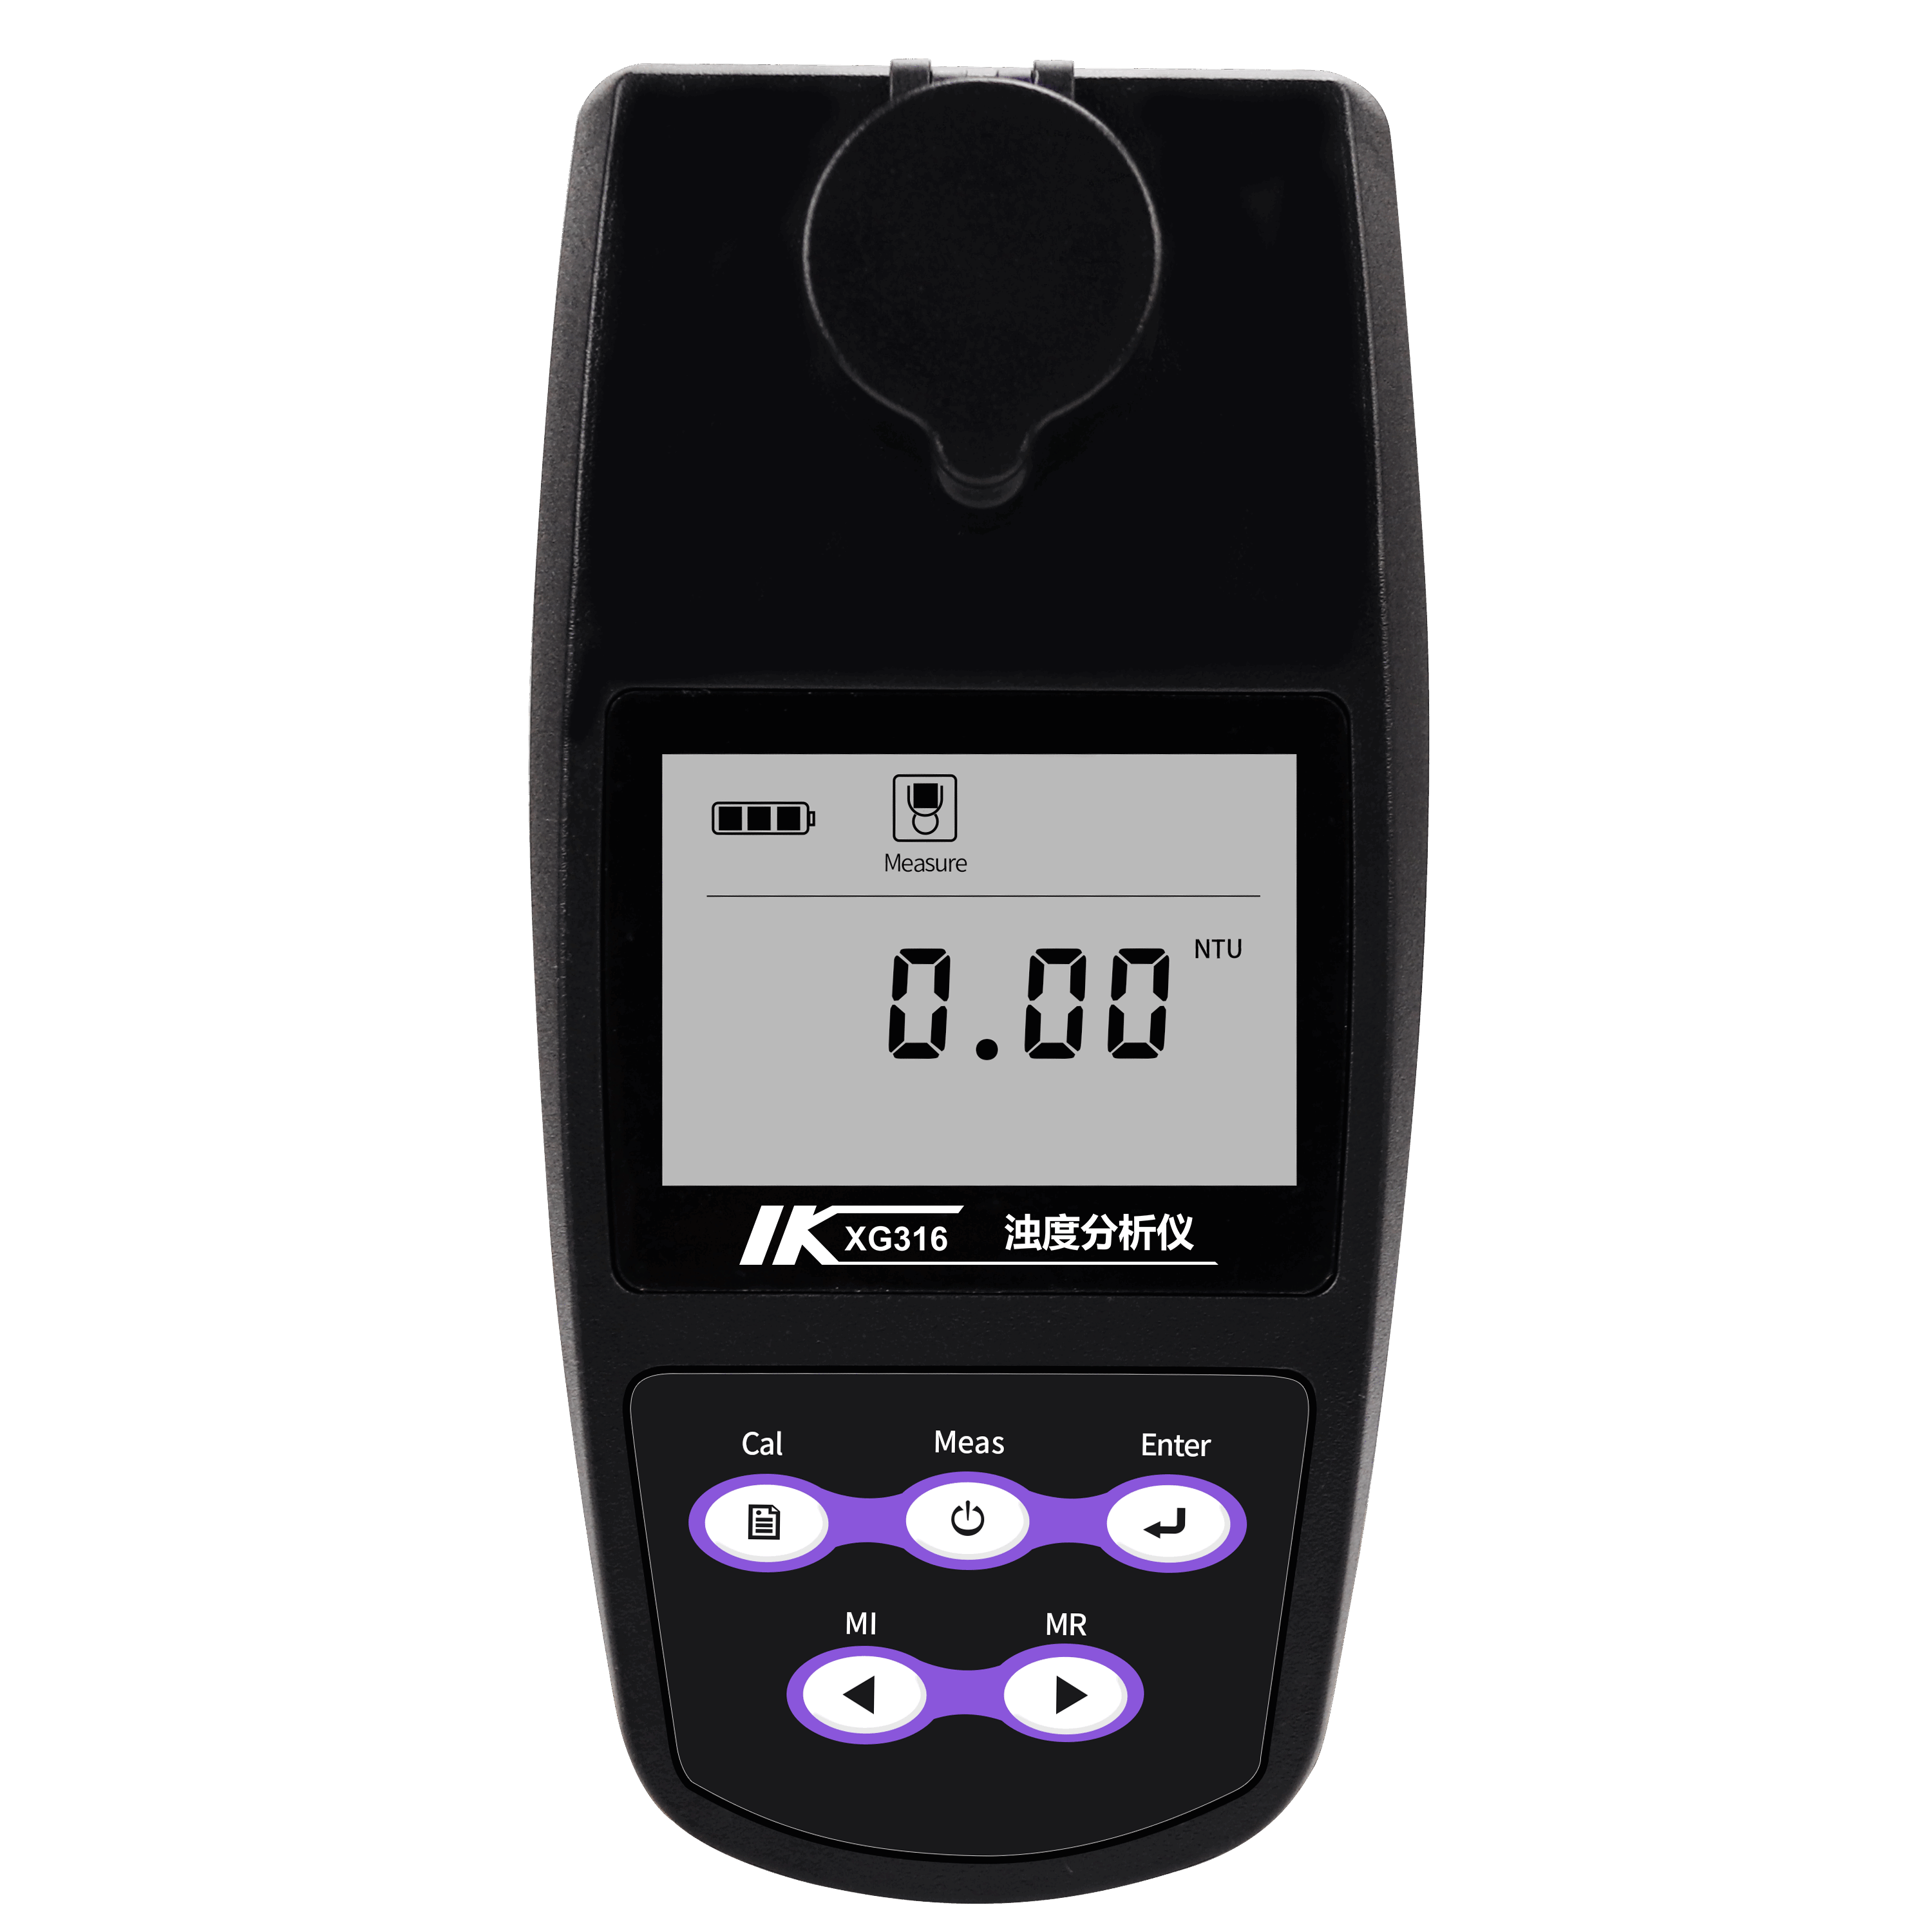 Measure
0.00 NTU
XG316 浊度分析仪
Cal Meas Enter
MI MR